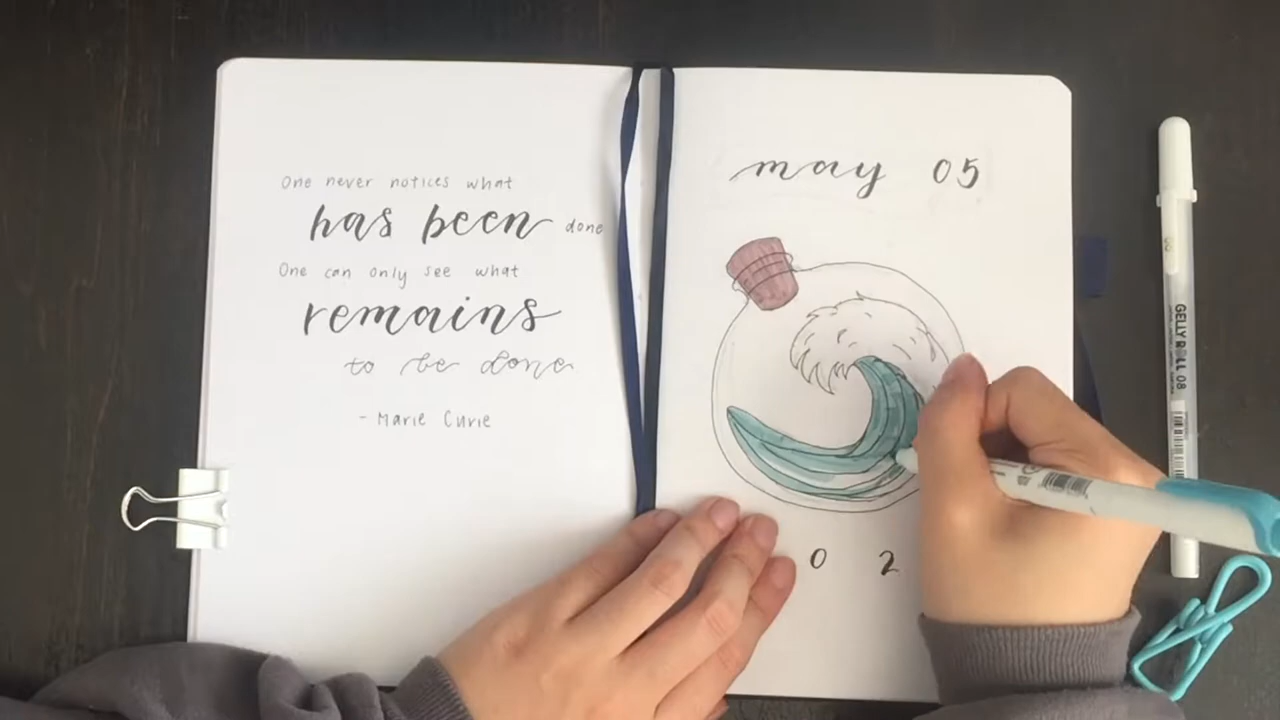 One never notices what
has been done
One can only see what
remains
to be done
- Marie Curie
may 05
0 2
GELLY ROLL 08